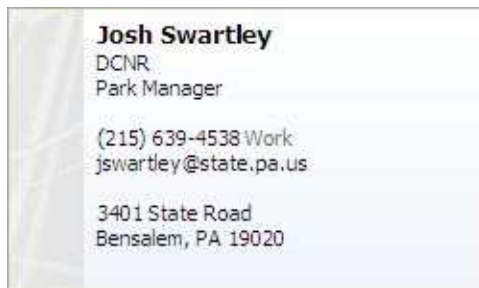 Josh Swartley
DCNR
Park Manager
(215) 639-4538 Work
jswartley@state.pa.us
3401 State Road
Bensalem, PA 19020